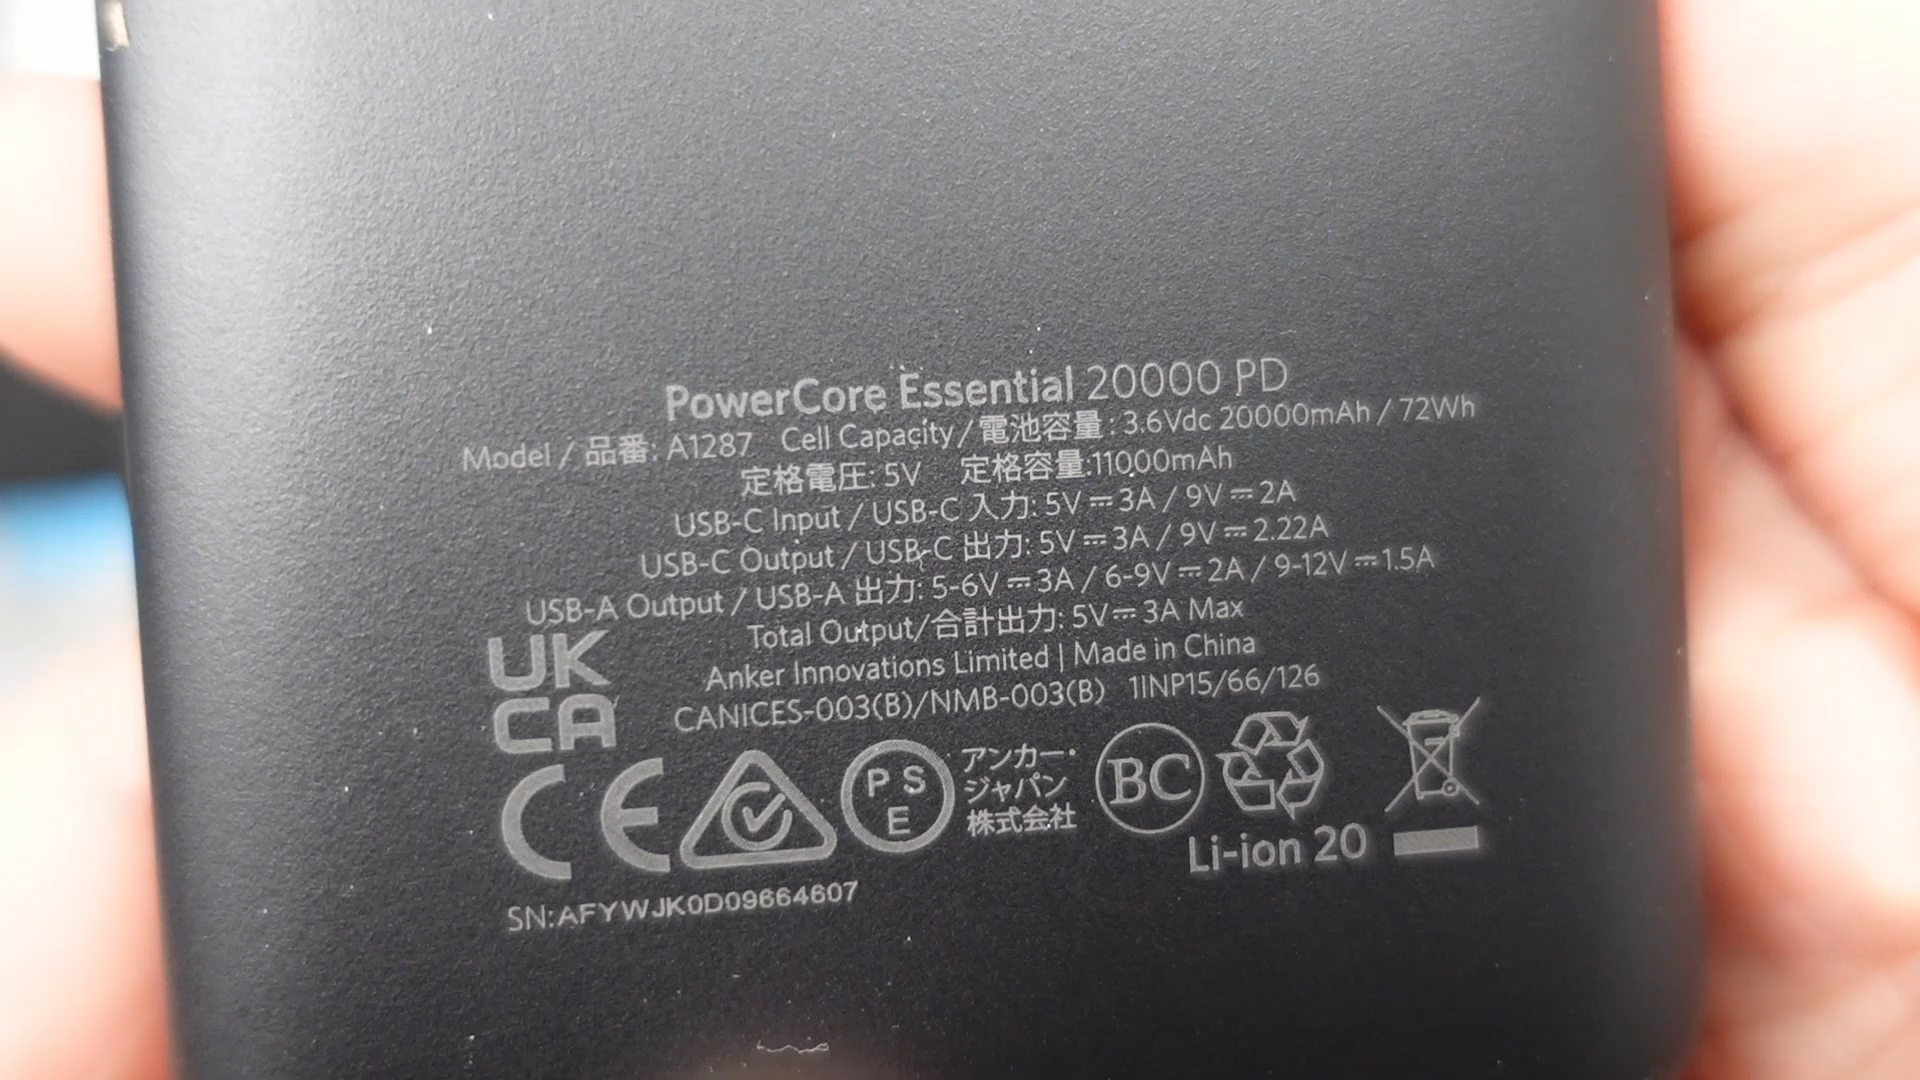 PowerCore Essential 20000 PD
Model / 品番: A1287 Cell Capacity / 電池容量 : 3.6Vdc 20000mAh / 72Wh
定格電圧: 5V 定格容量:11000mAh
USB-C Input / USB-C 入力: 5V⎓3A / 9V⎓2A
USB-C Output / USB-C 出力: 5V⎓3A / 9V⎓2.22A
USB-A Output / USB-A 出力: 5-6V⎓3A / 6-9V⎓2A / 9-12V⎓1.5A
Total Output/合計出力: 5V⎓3A Max
Anker Innovations Limited | Made in China
CANICES-003(B)/NMB-003(B) 1INP15/66/126
UK
CA
CE
PS
E
アンカー・
ジャパン
株式会社
BC
Li-ion 20
SN:AFYWJK0D09664607